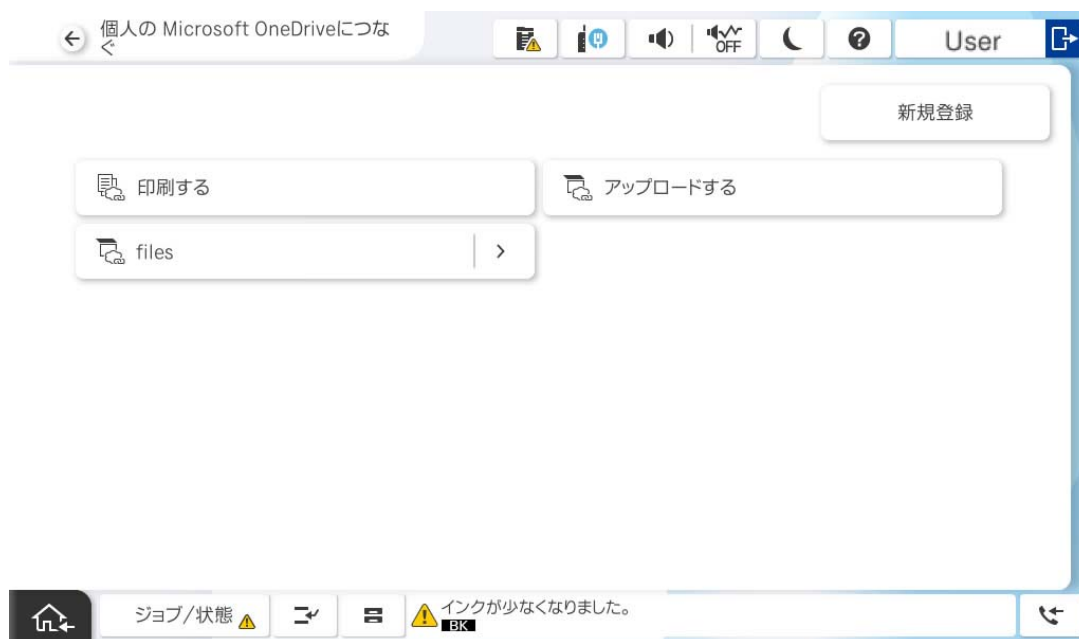 個人の Microsoft OneDriveにつな
ぐ
OFF
User
新規登録
印刷する
アップロードする
files
ジョブ/状態
インクが少なくなりました。
BK